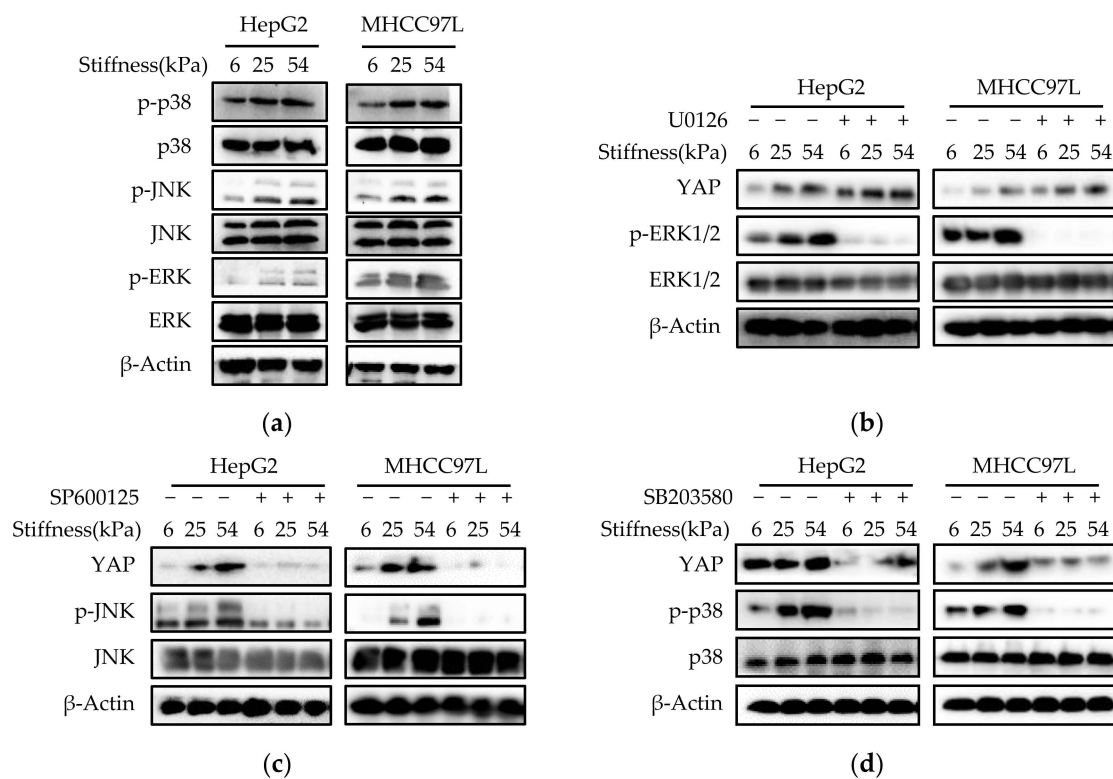 HepG2 MHCC97L
Stiffness(kPa) 6 25 54 6 25 54
p-p38
p38
p-JNK
JNK
p-ERK
ERK
β-Actin
(a)
HepG2 MHCC97L
U0126 − − − + + + − − − + + +
Stiffness(kPa) 6 25 54 6 25 54 6 25 54 6 25 54
YAP
p-ERK1/2
ERK1/2
β-Actin
(b)
HepG2 MHCC97L
SP600125 − − − + + + − − − + + +
Stiffness(kPa) 6 25 54 6 25 54 6 25 54 6 25 54
YAP
p-JNK
JNK
β-Actin
(c)
HepG2 MHCC97L
SB203580 − − − + + + − − − + + +
Stiffness(kPa) 6 25 54 6 25 54 6 25 54 6 25 54
YAP
p-p38
p38
β-Actin
(d)